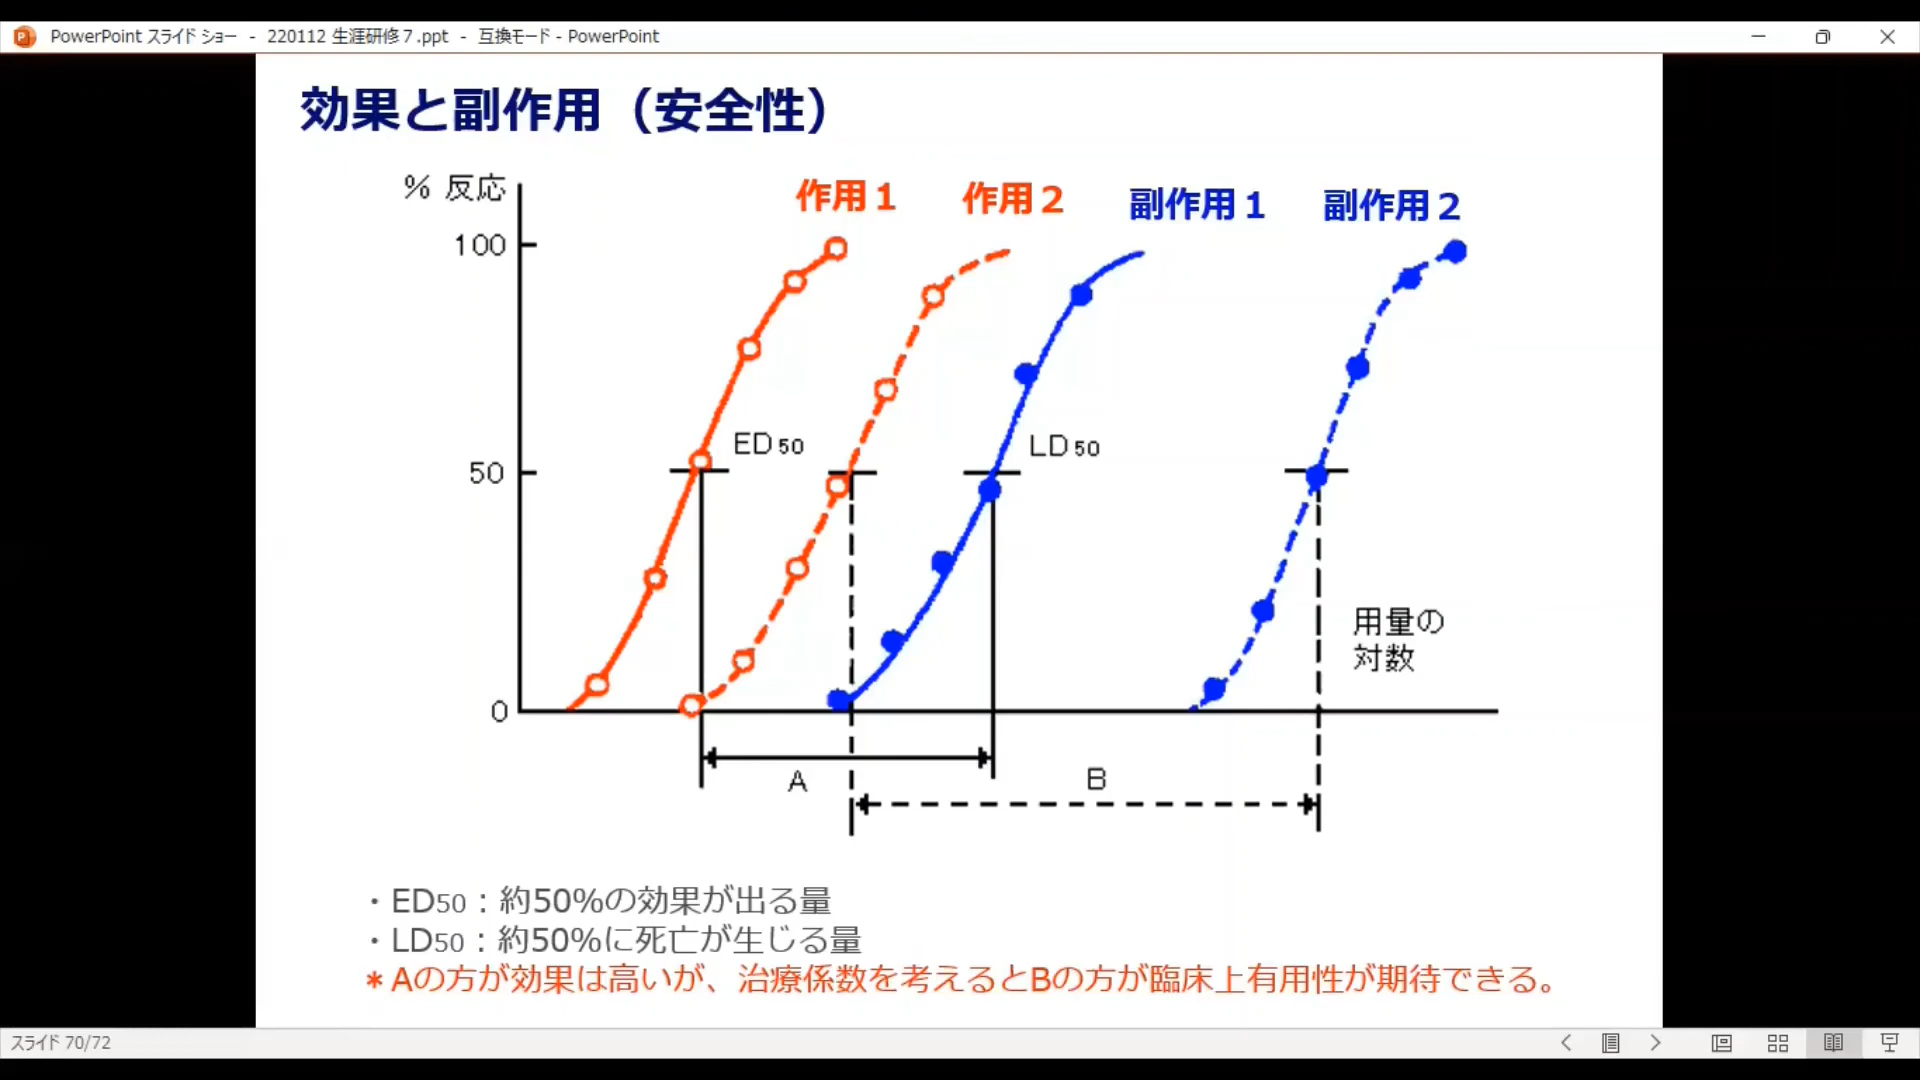 PowerPoint スライド ショー - 220112 生涯研修７.ppt - 互換モード - PowerPoint
効果と副作用（安全性）
% 反応
作用１
作用２
副作用１
副作用２
100
ED50
LD50
50
用量の
対数
0
A
B
・ED50：約50%の効果が出る量
・LD50：約50%に死亡が生じる量
＊Aの方が効果は高いが、治療係数を考えるとBの方が臨床上有用性が期待できる。
スライド 70/72